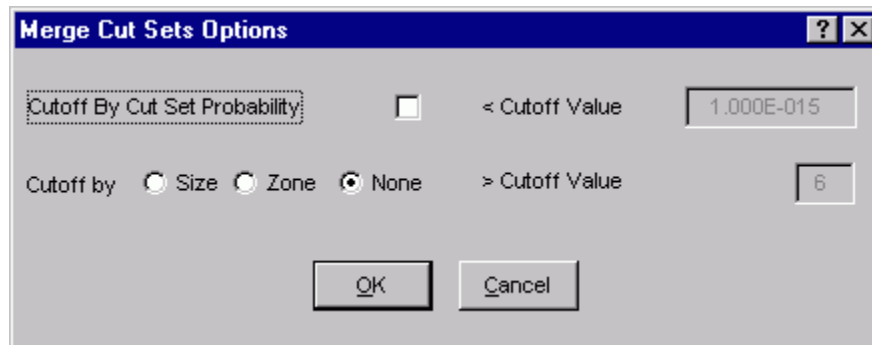 Merge Cut Sets Options
Cutoff By Cut Set Probability < Cutoff Value 1.000E-015
Cutoff by Size Zone None > Cutoff Value 6
OK Cancel